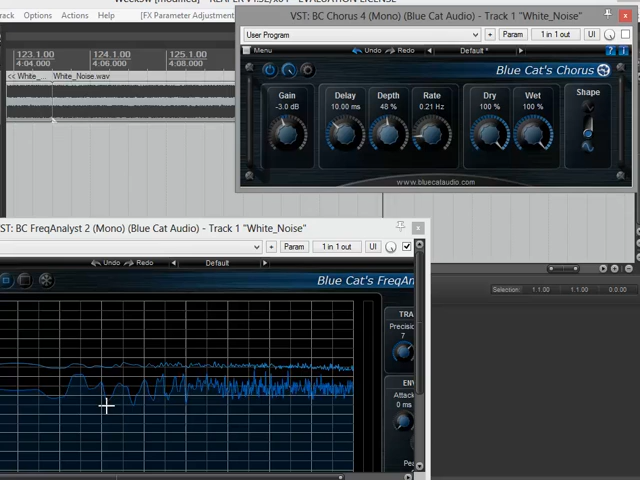 Week5w [modified] - REAPER v4.52/x64 - EVALUATION LICENSE
Options Actions Help [FX Parameter Adjustment
VST: BC Chorus 4 (Mono) (Blue Cat Audio) - Track 1 "White_Noise"
User Program + Param 1 in 1 out UI
Menu Undo Redo Default *
Blue Cat's Chorus
123.1.00 124.1.00 125.1.00
4:04.000 4:06.000 4:08.000
<< White_... White_Noise.wav
Gain Delay Depth Rate Dry Wet Shape
-3.0 dB 10.00 ms 48 % 0.21 Hz 100 % 100 %
www.bluecataudio.com
VST: BC FreqAnalyst 2 (Mono) (Blue Cat Audio) - Track 1 "White_Noise"
+ Param 1 in 1 out UI
Undo Redo Default
Blue Cat's FreqAn
Selection: 1.1.00 1.1.00 0.0.00
TRA
Precisio
7
ENV
Attack
0 ms
Pea